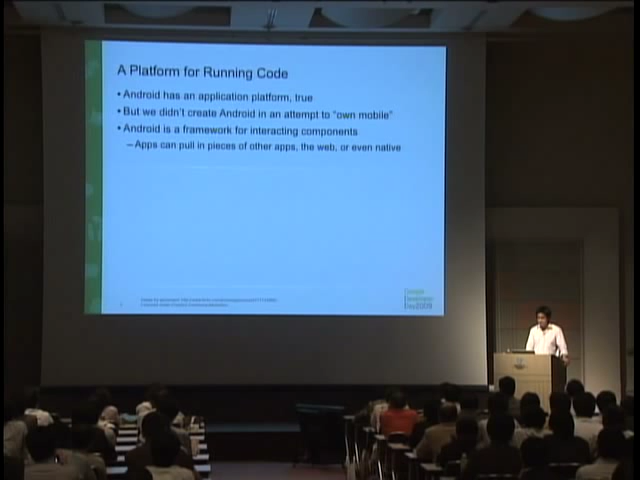 A Platform for Running Code
• Android has an application platform, true
• But we didn't create Android in an attempt to "own mobile"
• Android is a framework for interacting components
– Apps can pull in pieces of other apps, the web, or even native
Google
Developer
Day2009